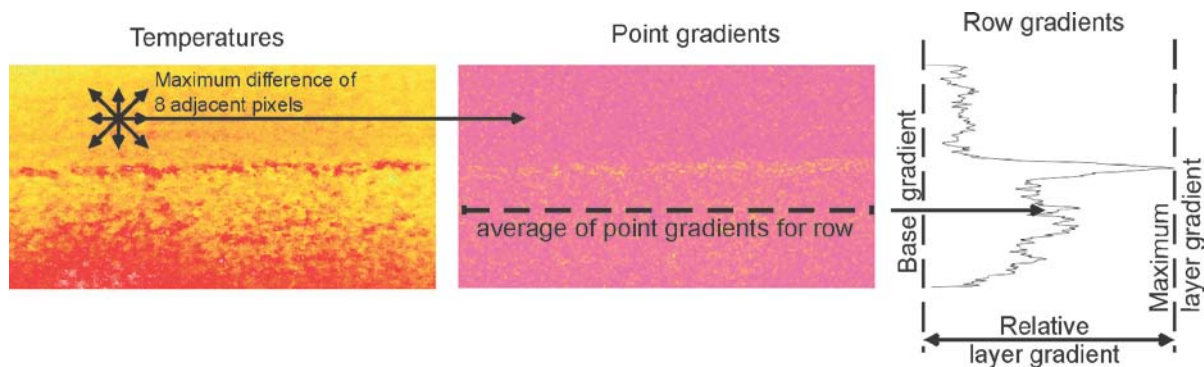 Temperatures
Maximum difference of
8 adjacent pixels
Point gradients
average of point gradients for row
Row gradients
Base gradient
Maximum
layer gradient
Relative
layer gradient